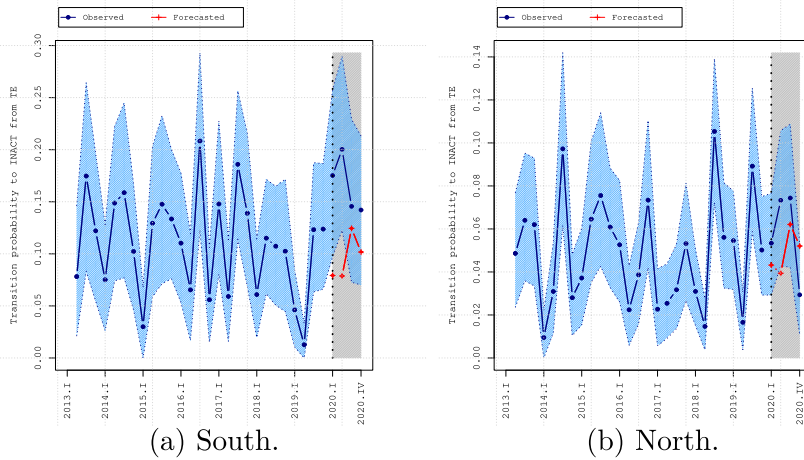 Observed Forecasted
Transition probability to INACT from TE
0.00 0.05 0.10 0.15 0.20 0.25 0.30
2013.I 2014.I 2015.I 2016.I 2017.I 2018.I 2019.I 2020.I 2020.IV
(a) South.
Observed Forecasted
Transition probability to INACT from TE
0.00 0.02 0.04 0.06 0.08 0.10 0.12 0.14
2013.I 2014.I 2015.I 2016.I 2017.I 2018.I 2019.I 2020.I 2020.IV
(b) North.